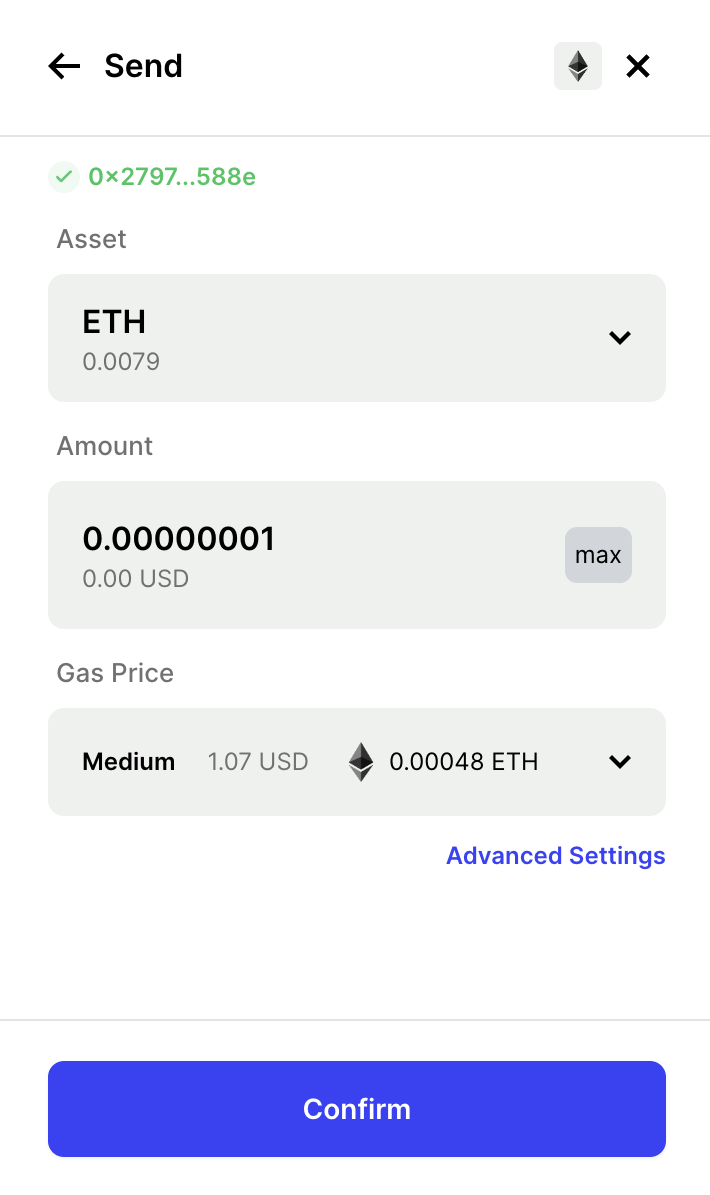 Send
0×2797...588e
Asset
ETH
0.0079
Amount
0.00000001
0.00 USD
max
Gas Price
Medium 1.07 USD 0.00048 ETH
Advanced Settings
Confirm